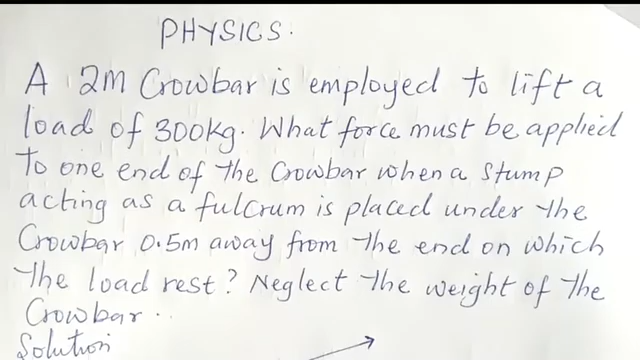 PHYSICS.
A 2m Crowbar is employed to lift a
load of 300kg. What force must be applied
to one end of the Crowbar when a stump
acting as a fulcrum is placed under the
Crowbar 0.5m away from the end on which
the load rest? Neglect the weight of the
Crowbar..
Solution